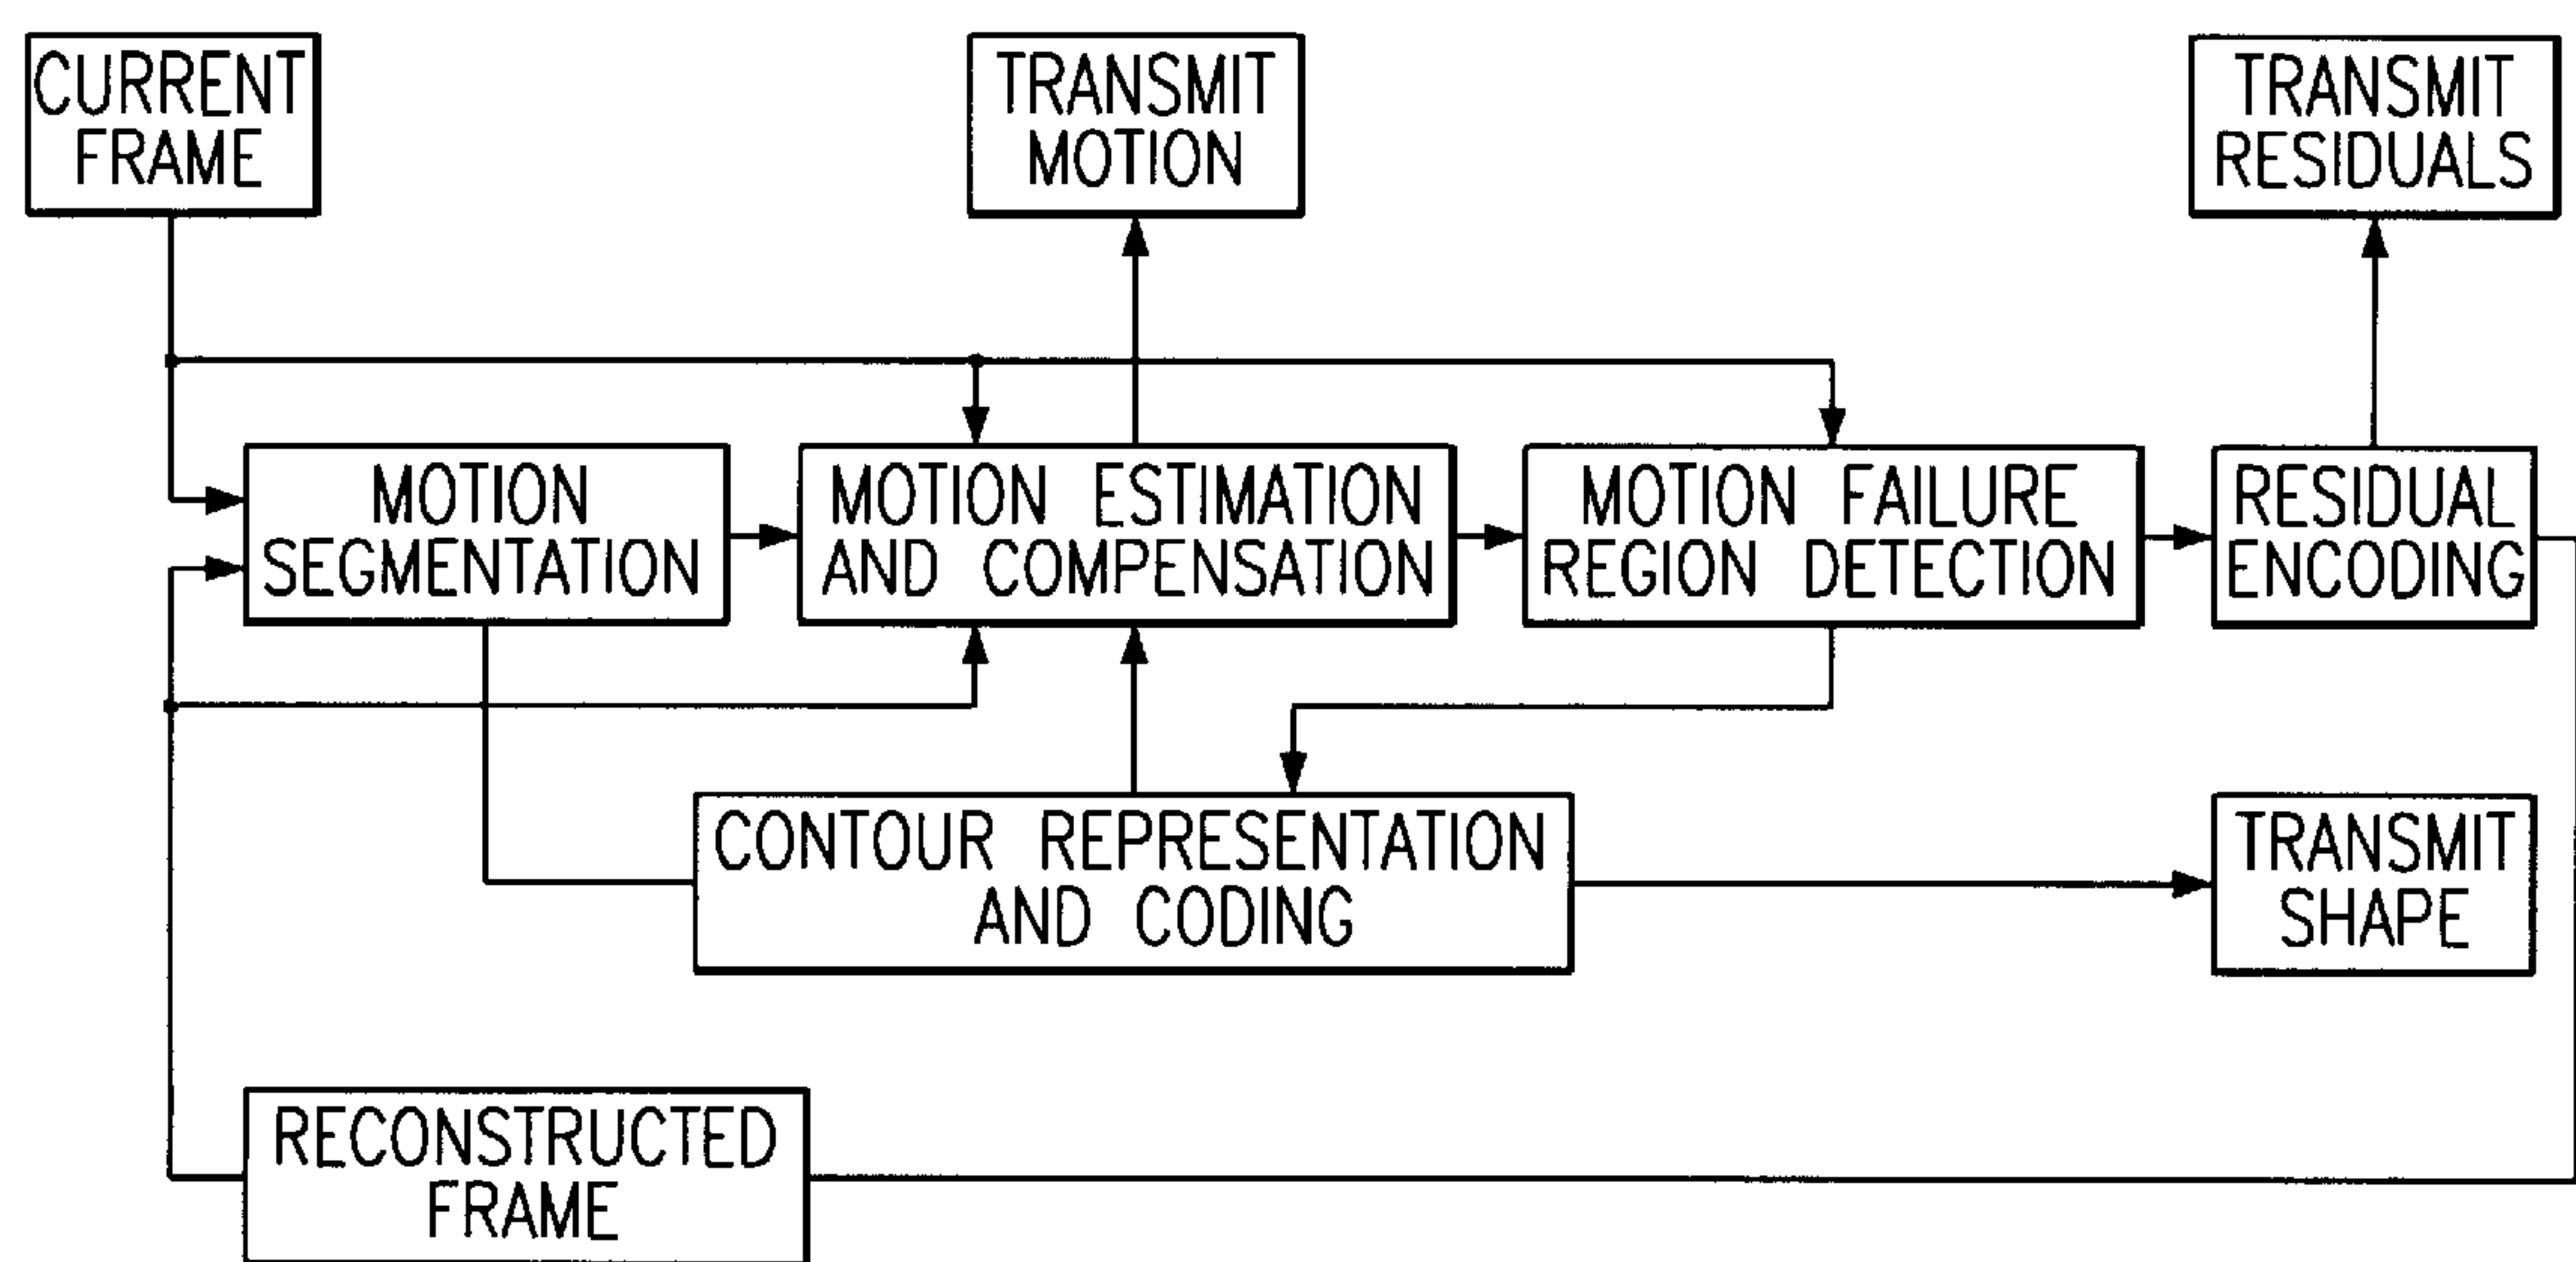 CURRENT
FRAME
TRANSMIT
MOTION
TRANSMIT
RESIDUALS
MOTION
SEGMENTATION
MOTION ESTIMATION
AND COMPENSATION
MOTION FAILURE
REGION DETECTION
RESIDUAL
ENCODING
CONTOUR REPRESENTATION
AND CODING
TRANSMIT
SHAPE
RECONSTRUCTED
FRAME